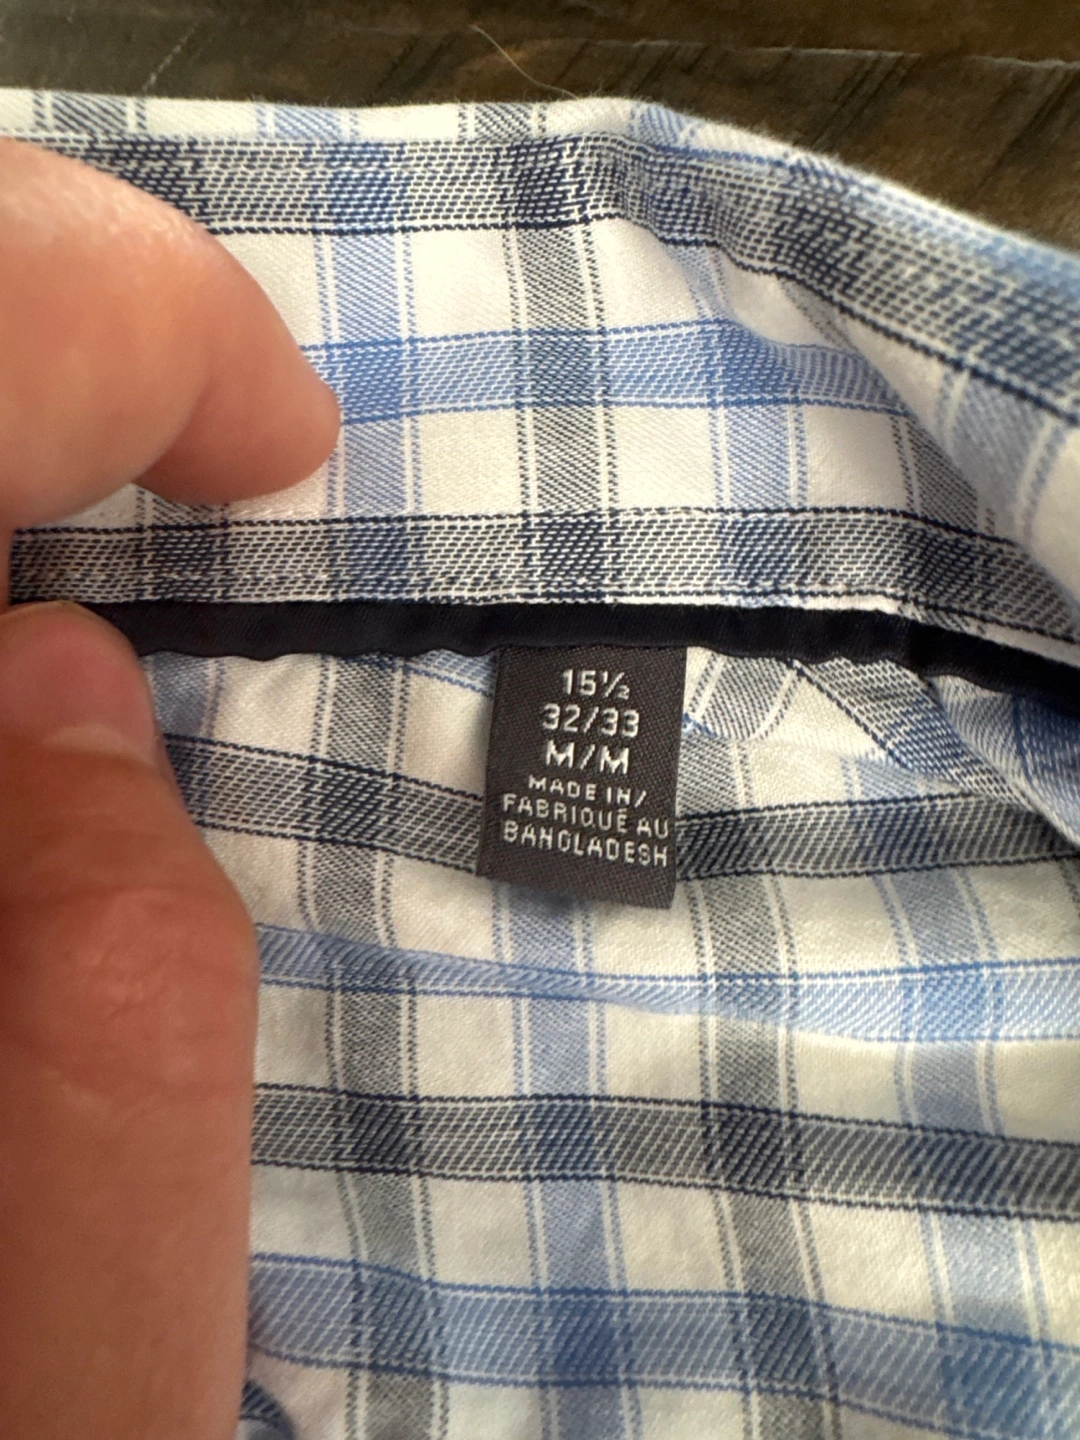 15½
32/33
M/M
MADE IN/
FABRIQUÉ AU
BANGLADESH